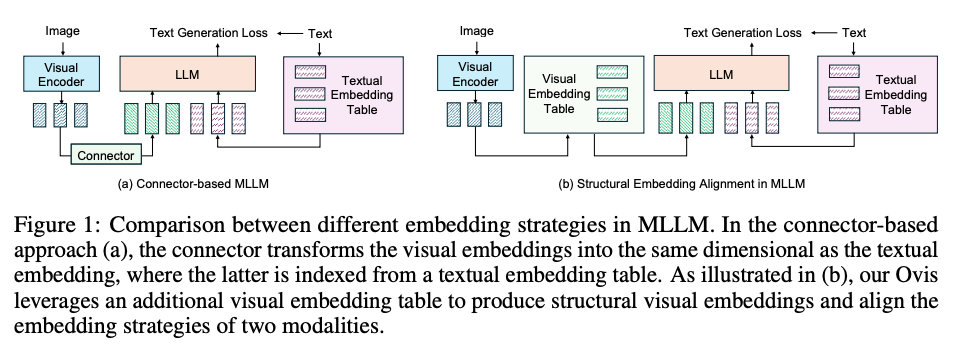 Image
Text Generation Loss
Text
Visual
Encoder
LLM
Textual
Embedding
Table
Connector
(a) Connector-based MLLM
Image
Text Generation Loss
Text
Visual
Encoder
Visual
Embedding
Table
LLM
Textual
Embedding
Table
(b) Structural Embedding Alignment in MLLM
Figure 1: Comparison between different embedding strategies in MLLM. In the connector-based
approach (a), the connector transforms the visual embeddings into the same dimensional as the textual
embedding, where the latter is indexed from a textual embedding table. As illustrated in (b), our Ovis
leverages an additional visual embedding table to produce structural visual embeddings and align the
embedding strategies of two modalities.